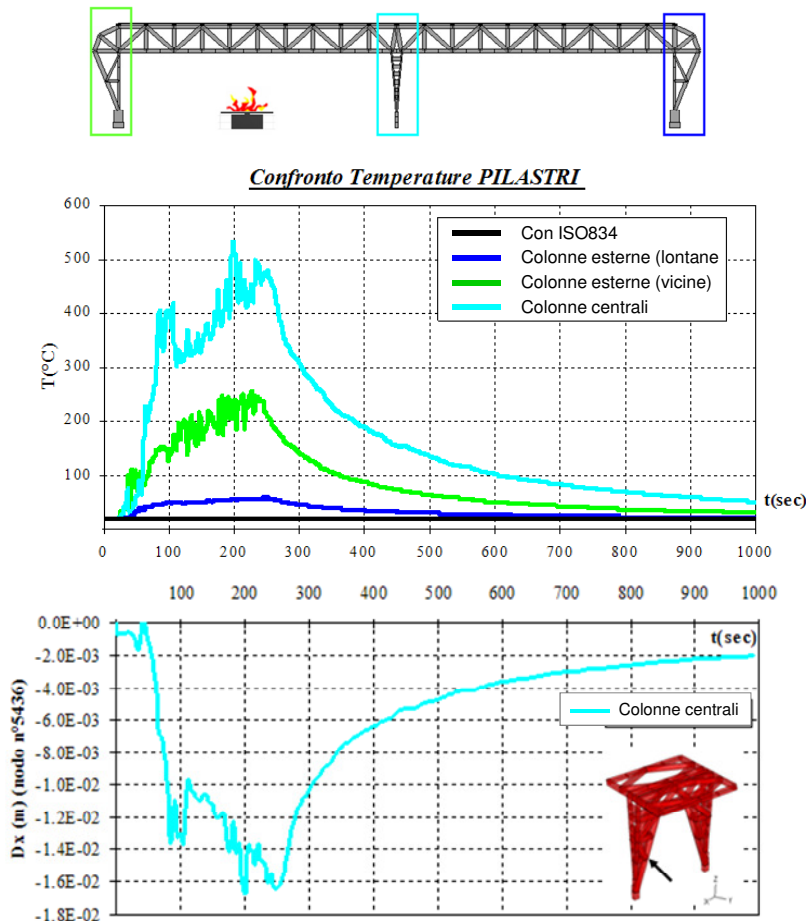 Confronto Temperature PILASTRI
600
500
400
300
200
100
T(°C)
Con ISO834
Colonne esterne (lontane
Colonne esterne (vicine)
Colonne centrali
t(sec)
0 100 200 300 400 500 600 700 800 900 1000
100 200 300 400 500 600 700 800 900 1000
0.0E+00
-2.0E-03
-4.0E-03
-6.0E-03
-8.0E-03
-1.0E-02
-1.2E-02
-1.4E-02
-1.6E-02
-1.8E-02
Dx (m) (nodo n°5436)
t(sec)
Colonne centrali
Z
X
Y